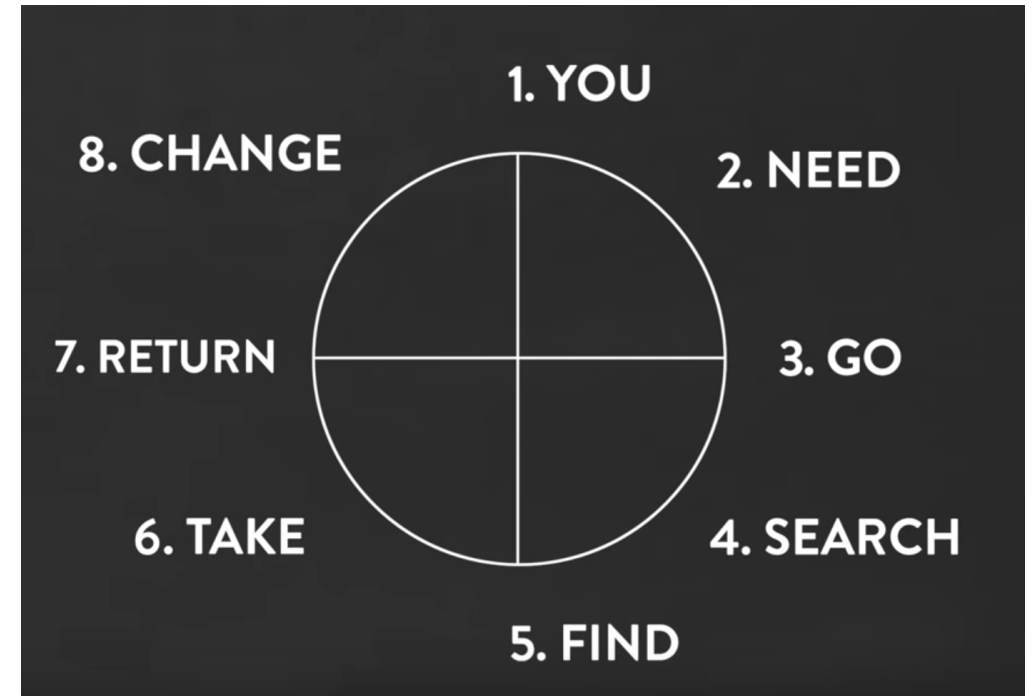 1. YOU
2. NEED
3. GO
4. SEARCH
5. FIND
6. TAKE
7. RETURN
8. CHANGE